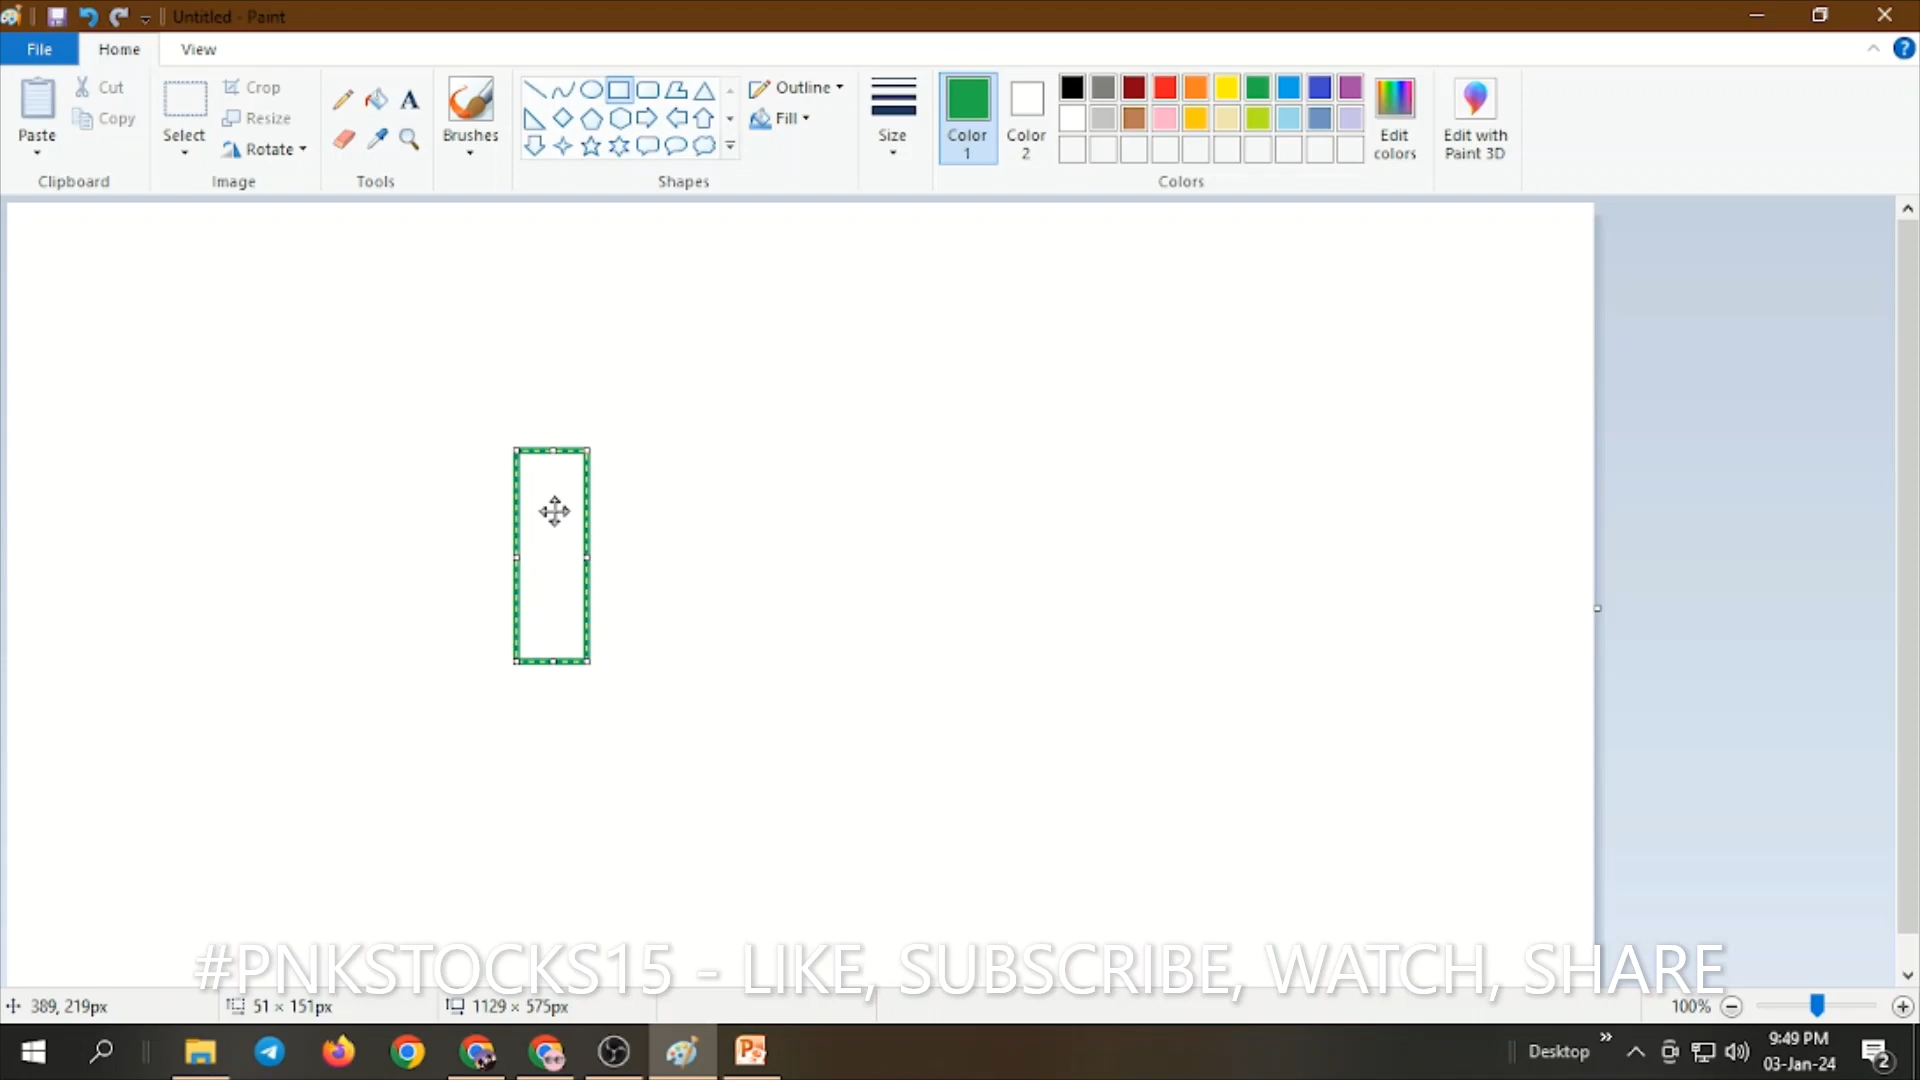 Untitled - Paint
File Home View
Paste
Cut
Copy
Clipboard
Select
Crop
Resize
Rotate
Image
Tools
Brushes
Shapes
Outline
Fill
Size
Color 1
Color 2
Edit colors
Colors
Edit with Paint 3D
#PNKSTOCKS15 - LIKE, SUBSCRIBE, WATCH, SHARE
389, 219px 51 × 151px 1129 × 575px 100%
Desktop
9:49 PM
03-Jan-24
2